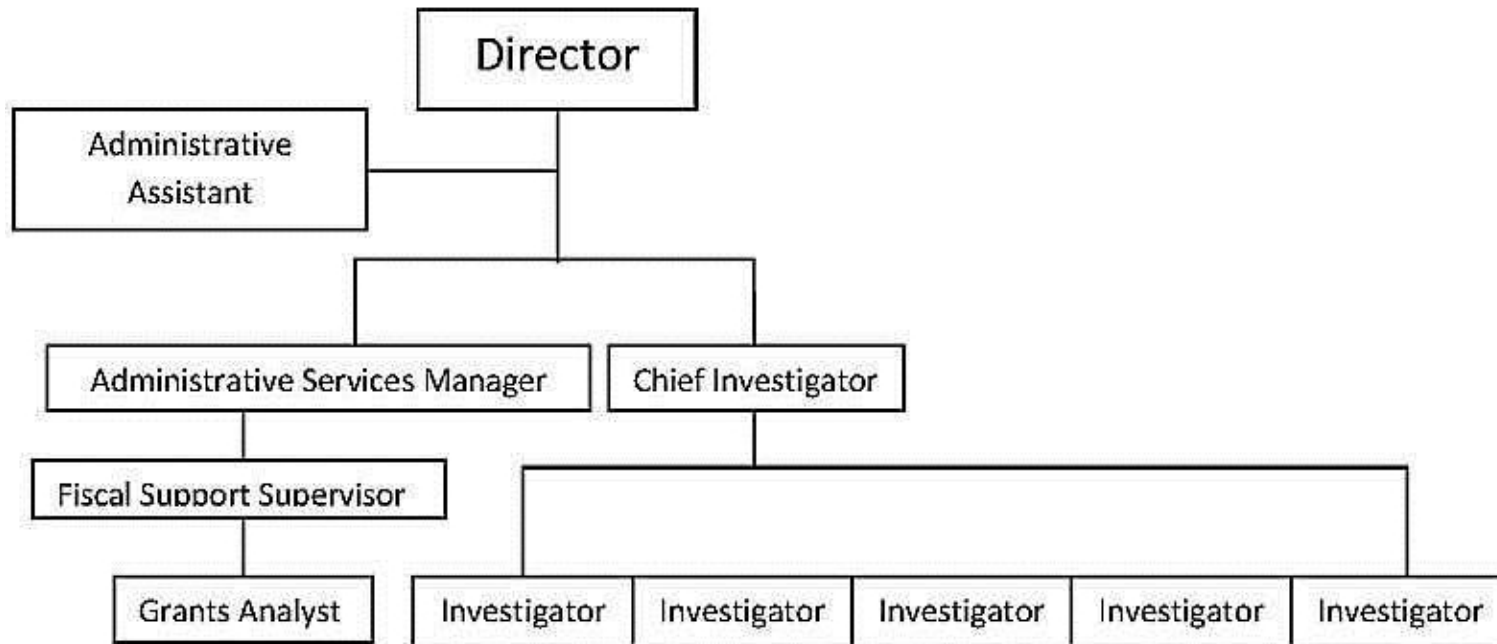 Director
Administrative
Assistant
Administrative Services Manager
Chief Investigator
Fiscal Support Supervisor
Grants Analyst
Investigator
Investigator
Investigator
Investigator
Investigator